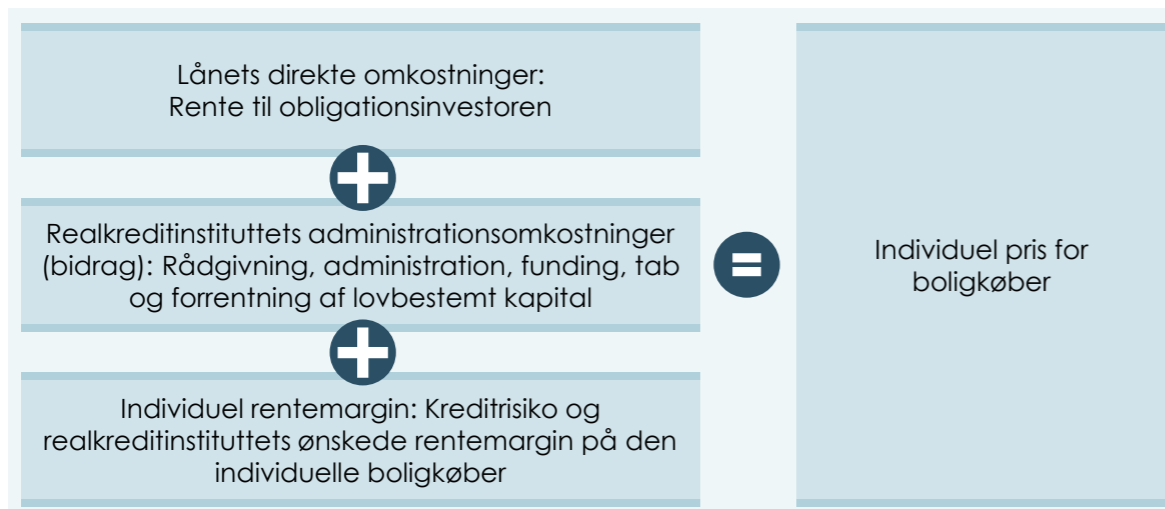 Lånets direkte omkostninger:
Rente til obligationsinvestoren
+
Realkreditinstituttets administrationsomkostninger
(bidrag): Rådgivning, administration, funding, tab
og forrentning af lovbestemt kapital
+
Individuel rentemargin: Kreditrisiko og
realkreditinstituttets ønskede rentemargin på den
individuelle boligkøber
=
Individuel pris for
boligkøber